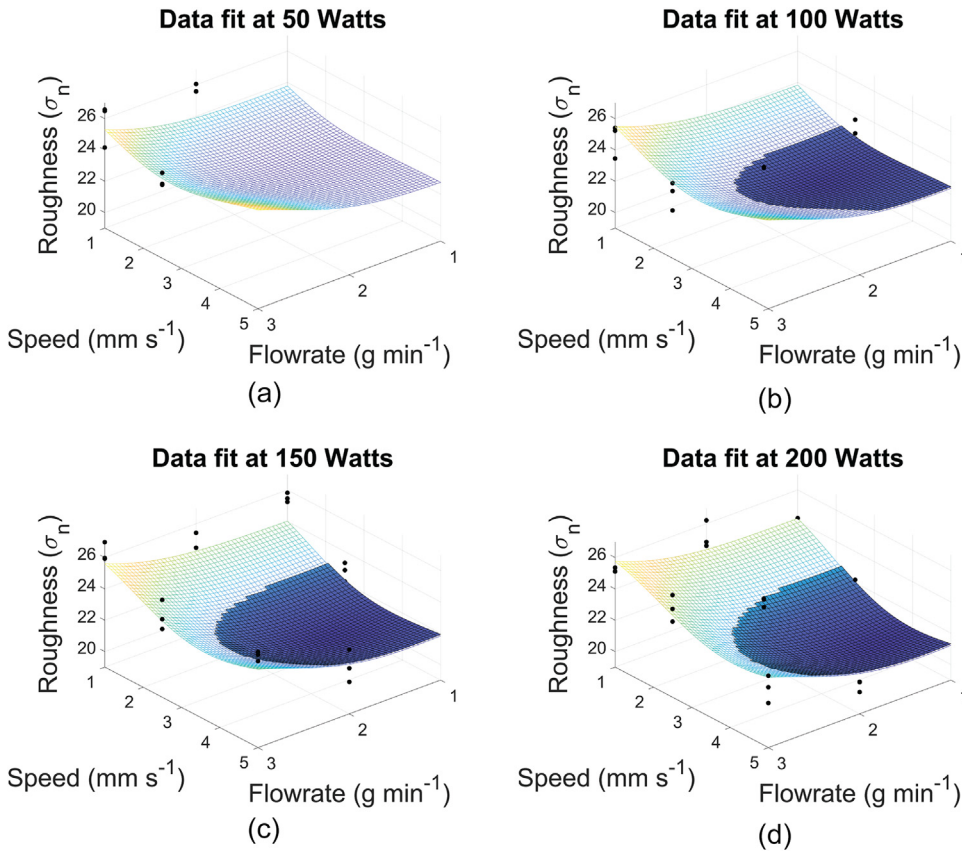 Data fit at 50 Watts
Roughness (σn)
26
24
22
20
1
2
3
4
5
3
2
1
Speed (mm s-1)
Flowrate (g min-1)
(a)
Data fit at 100 Watts
Roughness (σn)
26
24
22
20
1
2
3
4
5
3
2
Speed (mm s-1)
Flowrate (g min-1)
(b)
Data fit at 150 Watts
Roughness (σn)
26
24
22
20
1
2
3
4
5
3
2
1
Speed (mm s-1)
Flowrate (g min-1)
(c)
Data fit at 200 Watts
Roughness (σn)
26
24
22
20
1
2
3
4
5
3
2
Speed (mm s-1)
Flowrate (g min-1)
(d)